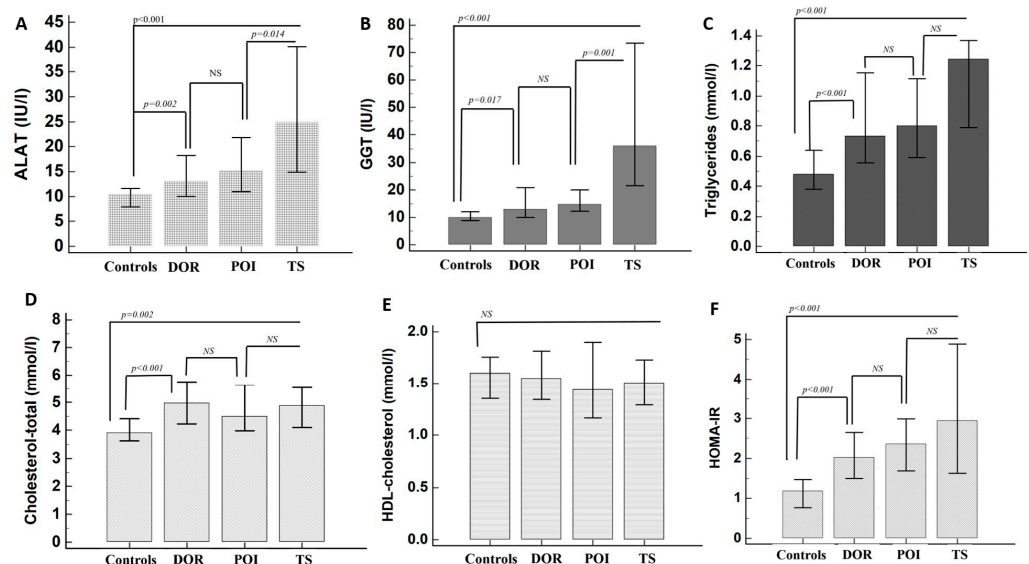 A
ALAT (IU/l)
45
40
35
30
25
20
15
10
5
0
p<0.001
p=0.014
NS
p=0.002
Controls DOR POI TS
B
GGT (IU/l)
80
70
60
50
40
30
20
10
0
p<0.001
p=0.001
NS
p=0.017
Controls DOR POI TS
C
Triglycerides (mmol/l)
1.4
1.2
1.0
0.8
0.6
0.4
0.2
0.0
p<0.001
NS
NS
p<0.001
Controls DOR POI TS
D
Cholesterol-total (mmol/l)
9
8
7
6
5
4
3
2
1
0
p=0.002
NS
NS
p<0.001
Controls DOR POI TS
E
HDL-cholesterol (mmol/l)
2.0
1.5
1.0
0.5
0.0
NS
Controls DOR POI TS
F
HOMA-IR
5
4
3
2
1
0
p<0.001
NS
NS
p<0.001
Controls DOR POI TS